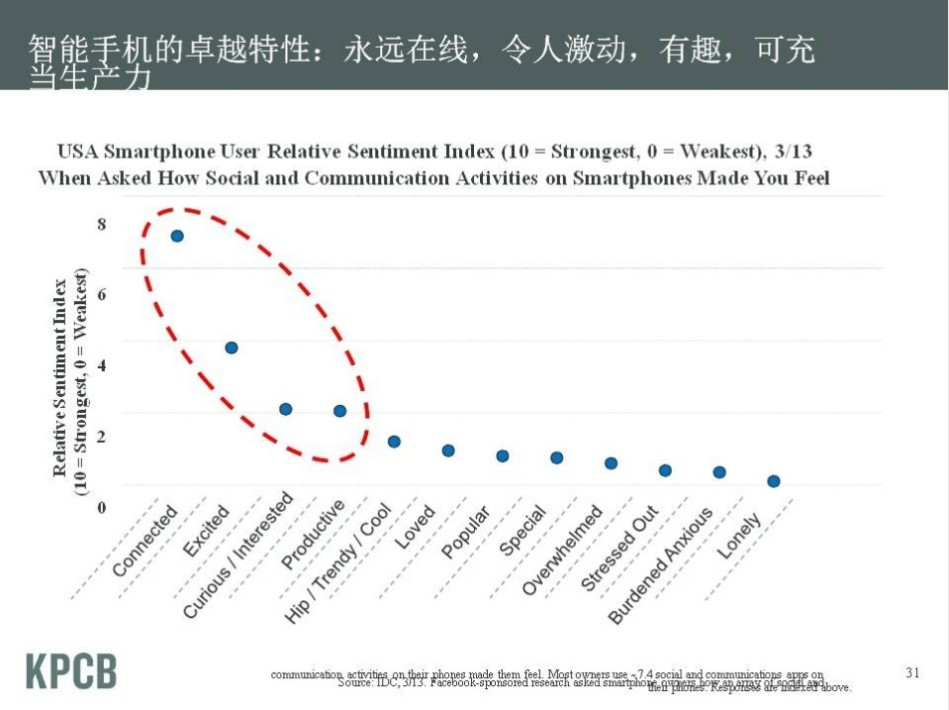 智能手机的卓越特性：永远在线，令人激动，有趣，可充
当生产力
USA Smartphone User Relative Sentiment Index (10 = Strongest, 0 = Weakest), 3/13
When Asked How Social and Communication Activities on Smartphones Made You Feel
Relative Sentiment Index
(10 = Strongest, 0 = Weakest)
8
6
4
2
0
Connected
Excited
Curious / Interested
Productive
Hip / Trendy / Cool
Loved
Popular
Special
Overwhelmed
Stressed Out
Burdened Anxious
Lonely
KPCB
communication activities on their phones made them feel. Most owners use ~7.4 social and communications apps on
Source: IDC, 3/13. Facebook-sponsored research asked smartphone owners how an array of social and
their phones. Responses are indexed above.
31